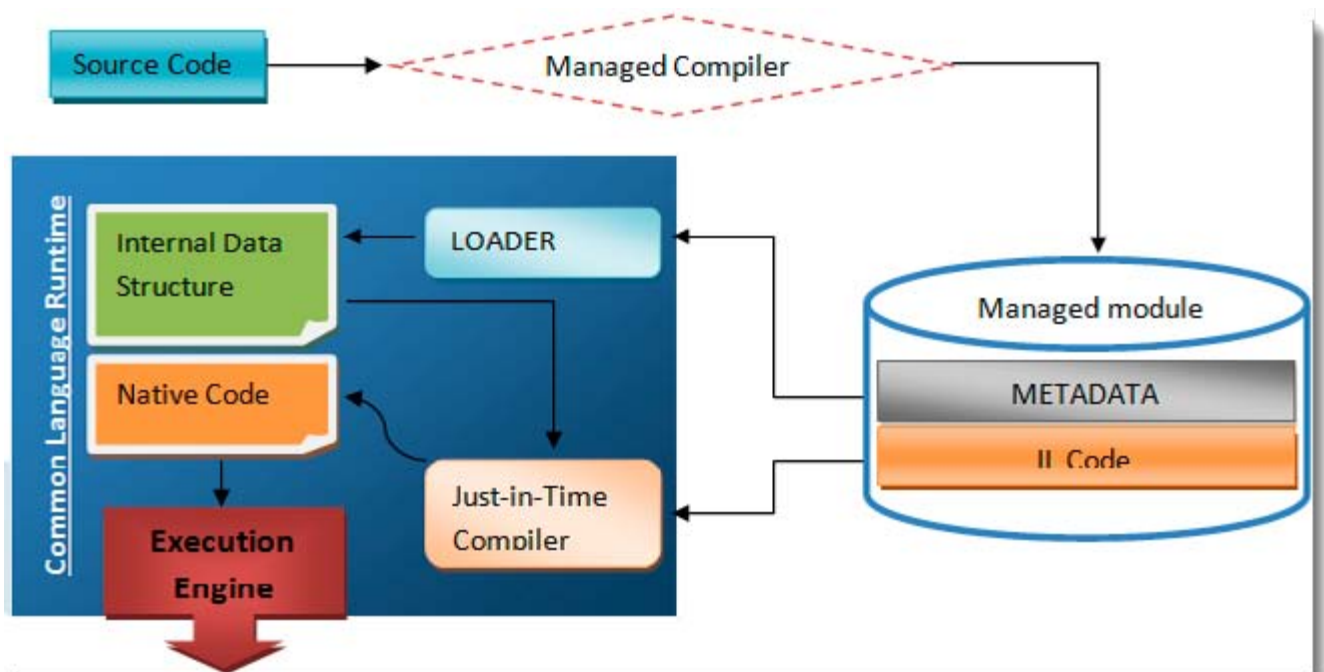 Source Code
Managed Compiler
Common Language Runtime
Internal Data
Structure
LOADER
Managed module
METADATA
IL Code
Native Code
Just-in-Time
Compiler
Execution
Engine